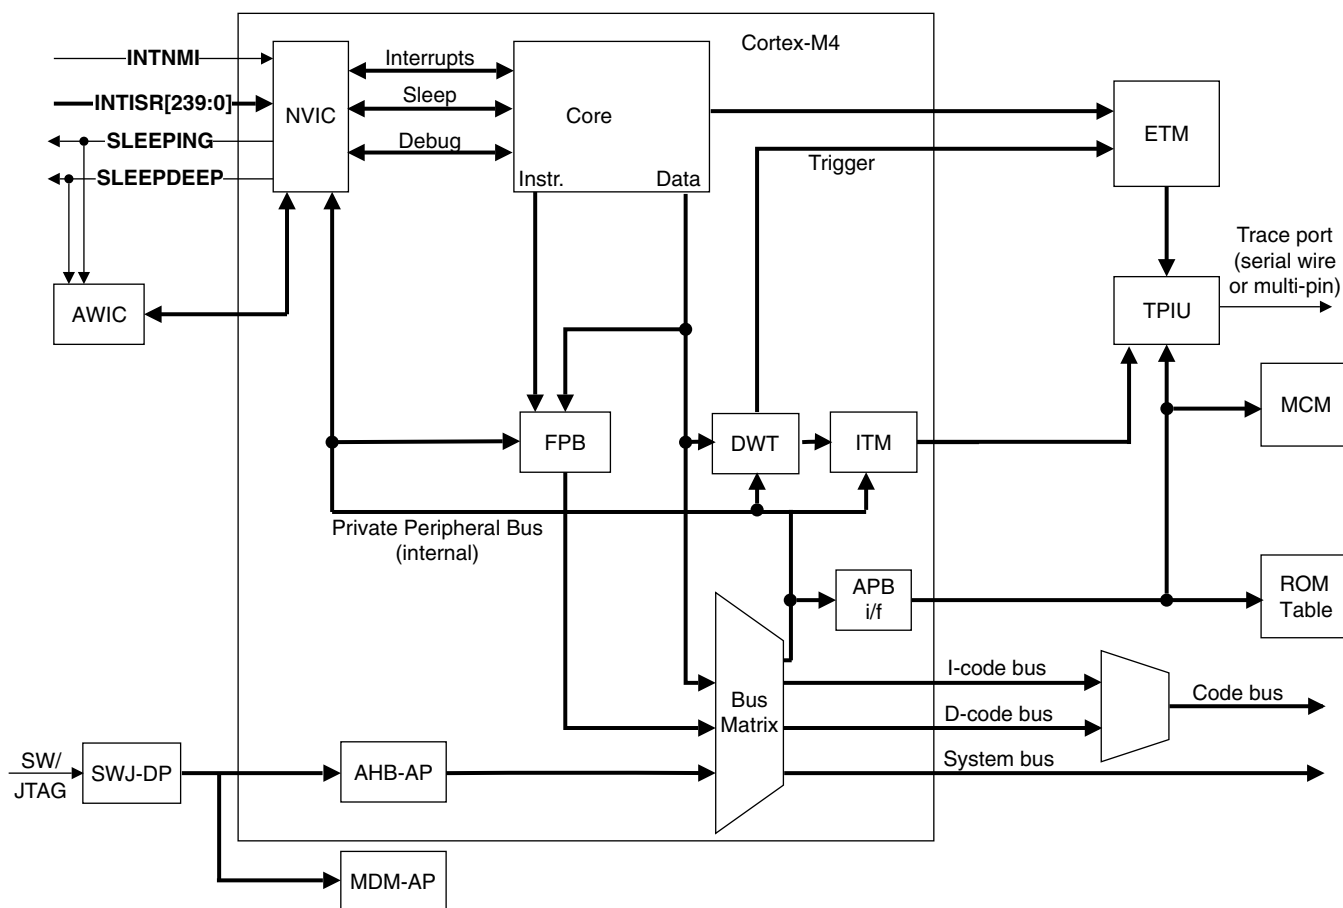 Cortex-M4
INTNMI
INTISR[239:0]
SLEEPING
SLEEPDEEP
NVIC
Interrupts
Sleep
Debug
Core
Instr.
Data
ETM
Trigger
Trace port
(serial wire
or multi-pin)
AWIC
TPIU
MCM
FPB
DWT
ITM
Private Peripheral Bus
(internal)
APB
i/f
ROM
Table
Bus
Matrix
I-code bus
D-code bus
System bus
Code bus
SW/
JTAG
SWJ-DP
AHB-AP
MDM-AP